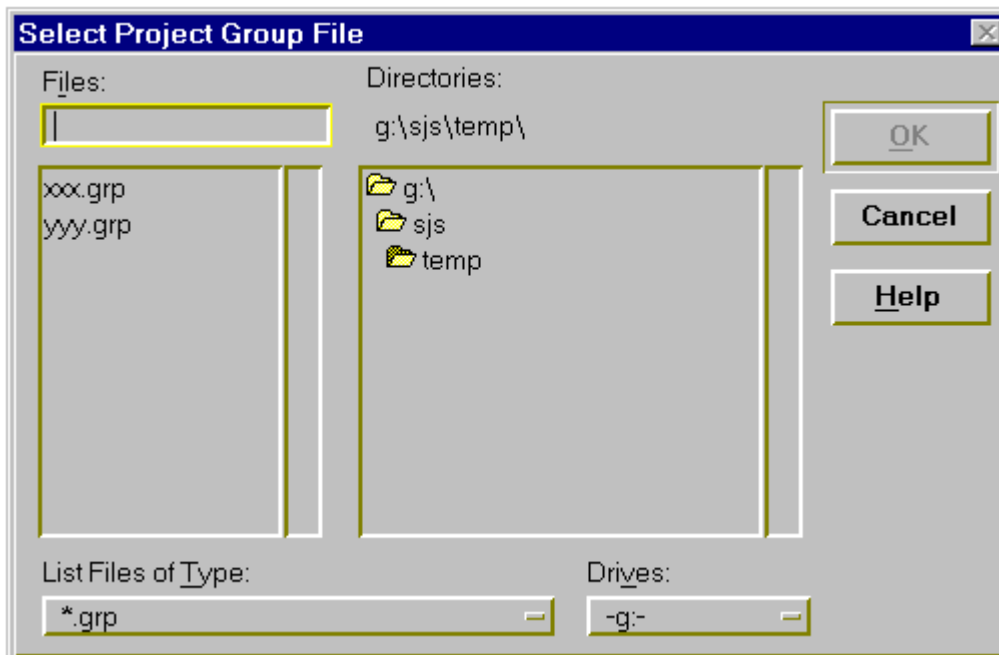 Select Project Group File
Files:
Directories:
g:\sjs\temp\
OK
xxx.grp
yyy.grp
g:\
sjs
temp
Cancel
Help
List Files of Type:
Drives:
*.grp
-g:-